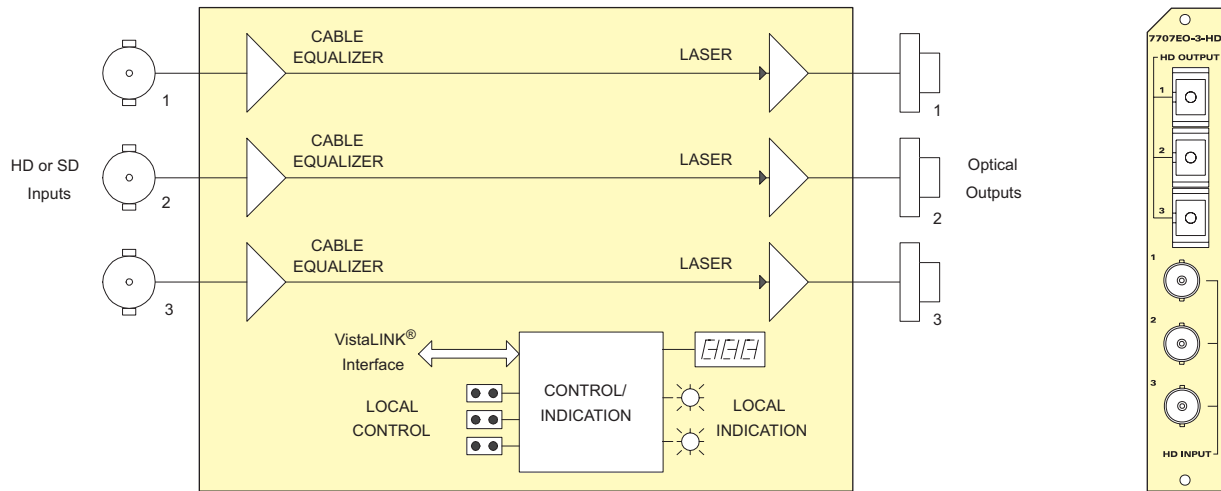 CABLE
EQUALIZER
LASER
1
1
HD or SD
Inputs
CABLE
EQUALIZER
LASER
2
2
Optical
Outputs
CABLE
EQUALIZER
LASER
3
3
VistaLINK®
Interface
LOCAL
CONTROL
CONTROL/
INDICATION
LOCAL
INDICATION
7707EO-3-HD
HD OUTPUT
1
2
3
1
2
3
HD INPUT